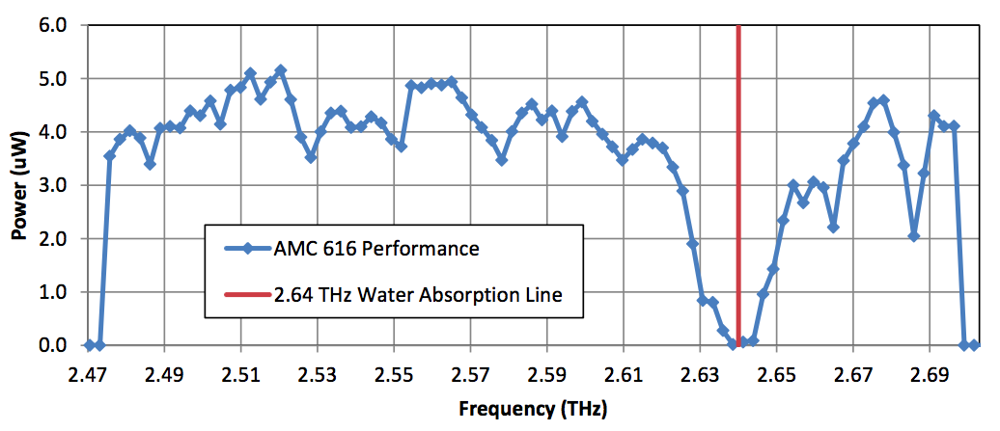 6.0
5.0
4.0
3.0
2.0
1.0
0.0
Power (uW)
AMC 616 Performance
2.64 THz Water Absorption Line
2.47 2.49 2.51 2.53 2.55 2.57 2.59 2.61 2.63 2.65 2.67 2.69
Frequency (THz)